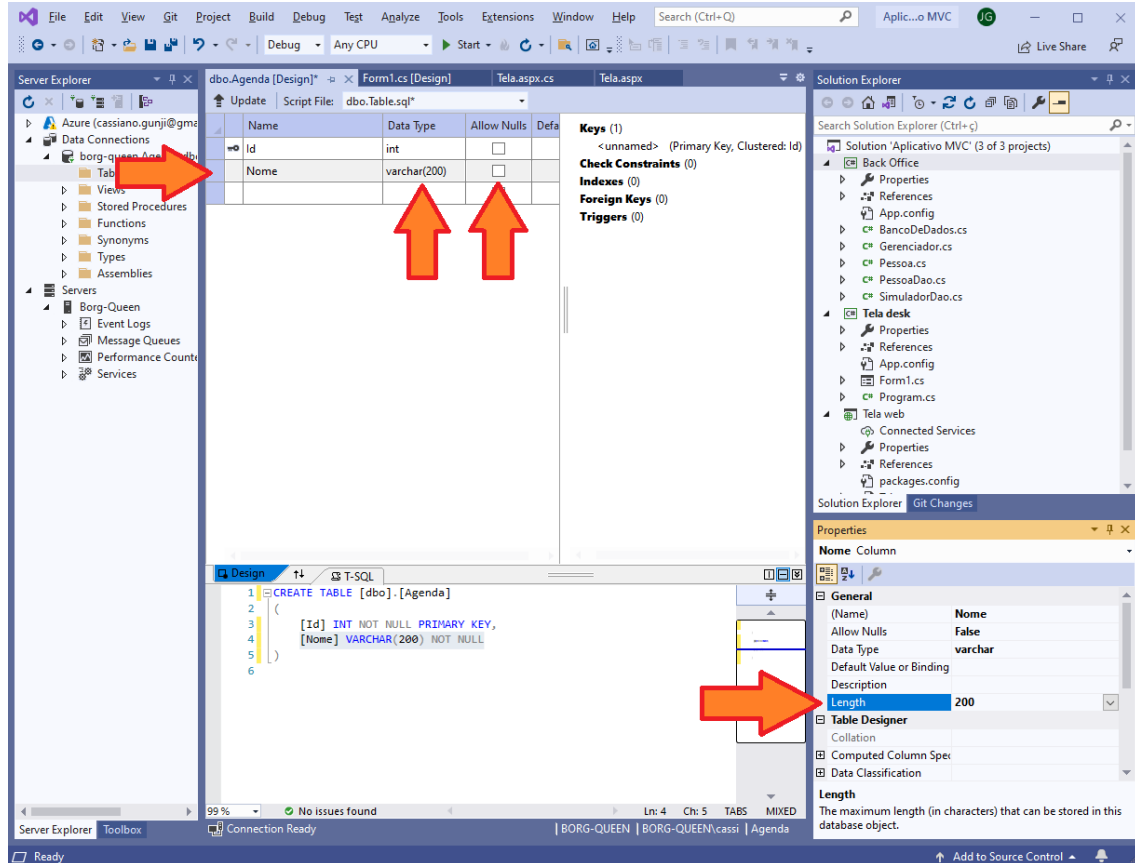 File Edit View Git Project Build Debug Test Analyze Tools Extensions Window Help Search (Ctrl+Q) Aplic...o MVC JG
Debug Any CPU Start Live Share
Server Explorer
Azure (cassiano.gunji@gma
Data Connections
borg-queen
Tab
Views
Stored Procedures
Functions
Synonyms
Types
Assemblies
Servers
Borg-Queen
Event Logs
Message Queues
Performance Counte
Services
Server Explorer Toolbox
dbo.Agenda [Design]* Form1.cs [Design] Tela.aspx.cs Tela.aspx
Update Script File: dbo.Table.sql*
Name Data Type Allow Nulls Defa
Id int
Nome varchar(200)
Keys (1)
<unnamed> (Primary Key, Clustered: Id)
Check Constraints (0)
Indexes (0)
Foreign Keys (0)
Triggers (0)
Design T-SQL
1 CREATE TABLE [dbo].[Agenda]
2 (
3 [Id] INT NOT NULL PRIMARY KEY,
4 [Nome] VARCHAR(200) NOT NULL
5 )
6
99 % No issues found Ln: 4 Ch: 5 TABS MIXED
Connection Ready | BORG-QUEEN | BORG-QUEEN\cassi | Agenda
Solution Explorer
Search Solution Explorer (Ctrl+ç)
Solution 'Aplicativo MVC' (3 of 3 projects)
Back Office
Properties
References
App.config
BancoDeDados.cs
Gerenciador.cs
Pessoa.cs
PessoaDao.cs
SimuladorDao.cs
Tela desk
Properties
References
App.config
Form1.cs
Program.cs
Tela web
Connected Services
Properties
References
packages.config
Solution Explorer Git Changes
Properties
Nome Column
General
(Name) Nome
Allow Nulls False
Data Type varchar
Default Value or Binding
Description
Length 200
Table Designer
Collation
Computed Column Spec
Data Classification
Length
The maximum length (in characters) that can be stored in this
database object.
Ready Add to Source Control